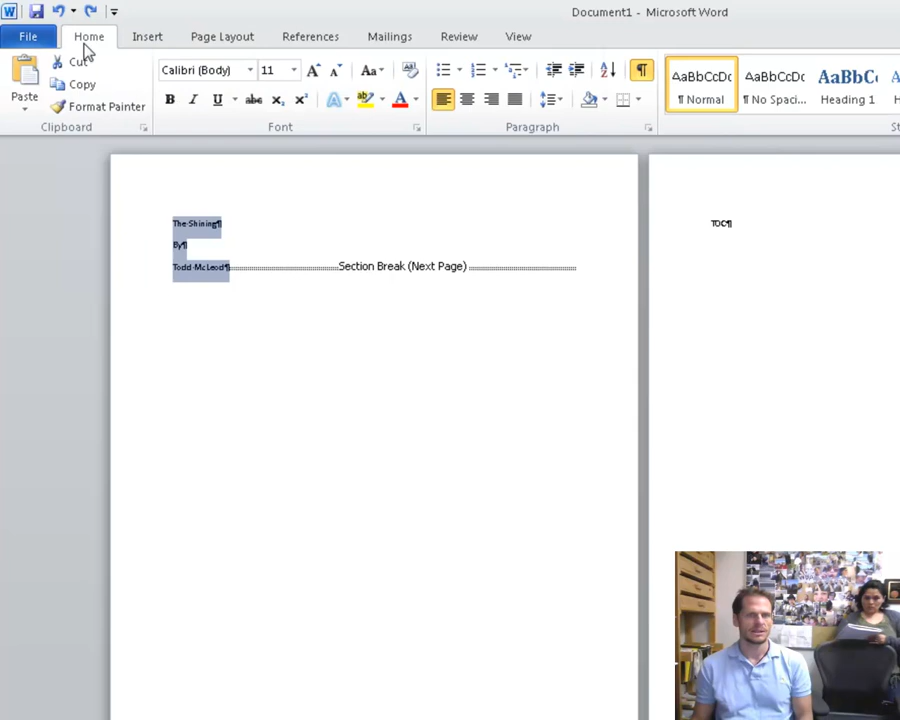 Document1 - Microsoft Word
File Home Insert Page Layout References Mailings Review View
Cut
Copy
Paste
Format Painter
Clipboard
Calibri (Body) 11
Font
Paragraph
AaBbCcDc AaBbCcDc AaBbC
¶ Normal ¶ No Spaci... Heading 1
The·Shining¶
By¶
Todd·McLeod¶ Section Break (Next Page)
TOC¶